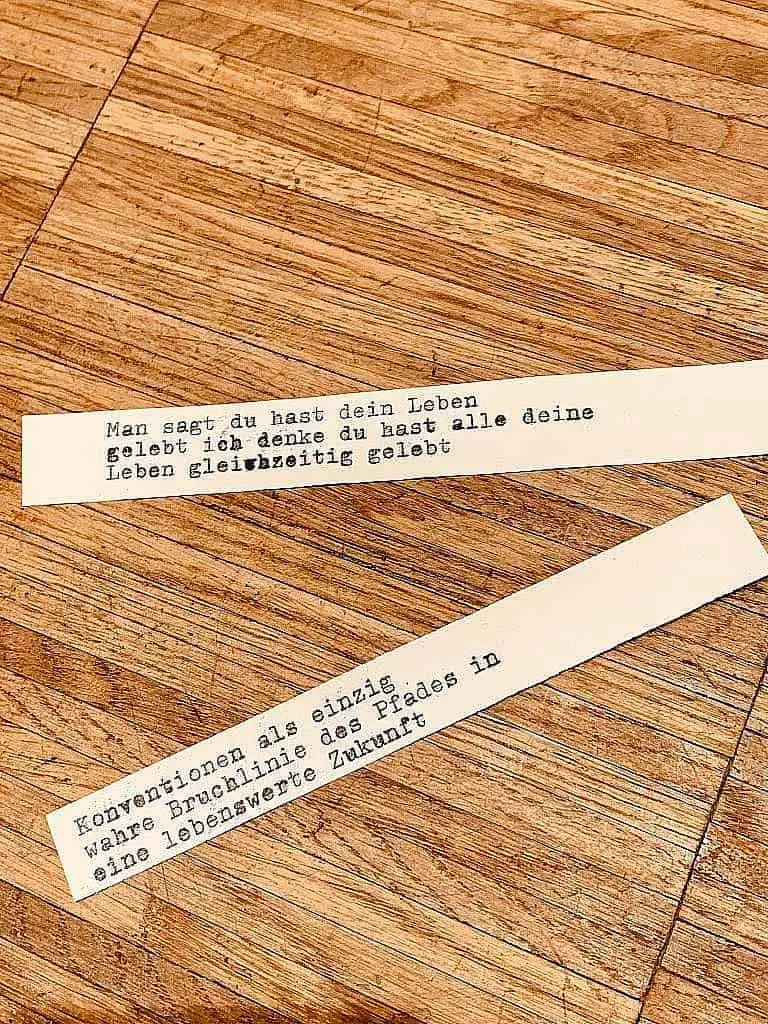 Man sagt du hast dein Leben
gelebt ich denke du hast alle deine
Leben gleichzeitig gelebt
Konventionen als einzig
wahre Bruchlinie des Pfades in
eine lebenswerte Zukunft